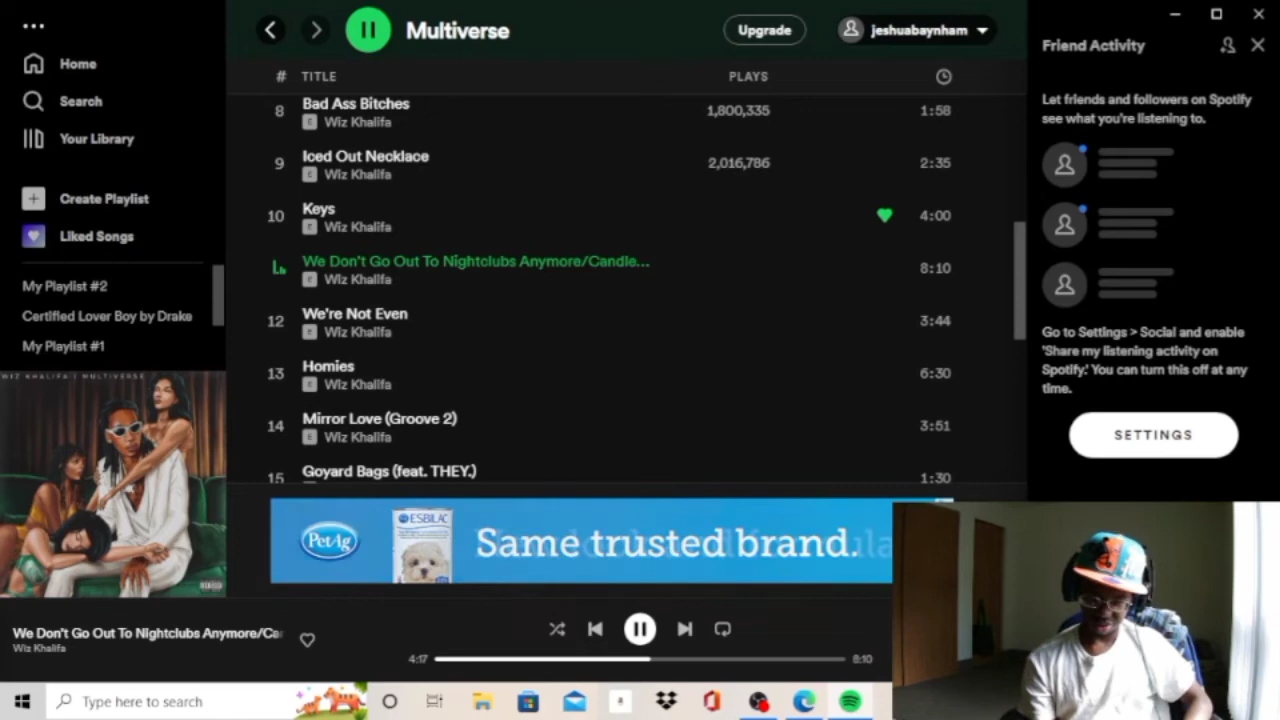 Home
Search
Your Library
Create Playlist
Liked Songs
My Playlist #2
Certified Lover Boy by Drake
My Playlist #1
WIZ KHALIFA | MULTIVERSE
Multiverse
Upgrade
jeshuabaynham
# TITLE PLAYS
8 Bad Ass Bitches 1,800,335 1:58
E Wiz Khalifa
9 Iced Out Necklace 2,016,786 2:35
E Wiz Khalifa
10 Keys 4:00
E Wiz Khalifa
We Don't Go Out To Nightclubs Anymore/Candle... 8:10
E Wiz Khalifa
12 We're Not Even 3:44
E Wiz Khalifa
13 Homies 6:30
E Wiz Khalifa
14 Mirror Love (Groove 2) 3:51
E Wiz Khalifa
15 Goyard Bags (feat. THEY.) 1:30
PetAg
ESBILAC
Same trusted brand.
Friend Activity
Let friends and followers on Spotify
see what you're listening to.
Go to Settings > Social and enable
'Share my listening activity on
Spotify.' You can turn this off at any
time.
SETTINGS
We Don't Go Out To Nightclubs Anymore/Ca
Wiz Khalifa
4:17 8:10
Type here to search